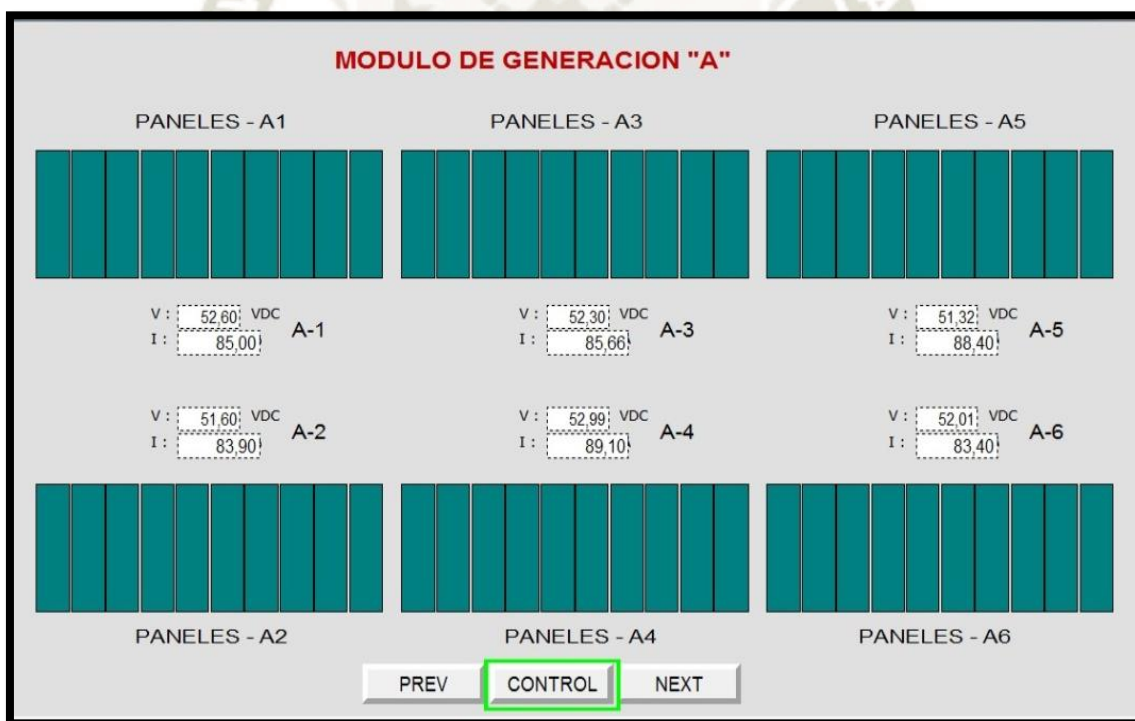 MODULO DE GENERACION "A"
PANELES - A1 PANELES - A3 PANELES - A5
V : 52,60 VDC A-1 V : 52,30 VDC A-3 V : 51,32 VDC A-5
I : 85,00 I : 85,66 I : 88,40
V : 51,60 VDC A-2 V : 52,99 VDC A-4 V : 52,01 VDC A-6
I : 83,90 I : 89,10 I : 83,40
PANELES - A2 PANELES - A4 PANELES - A6
PREV CONTROL NEXT